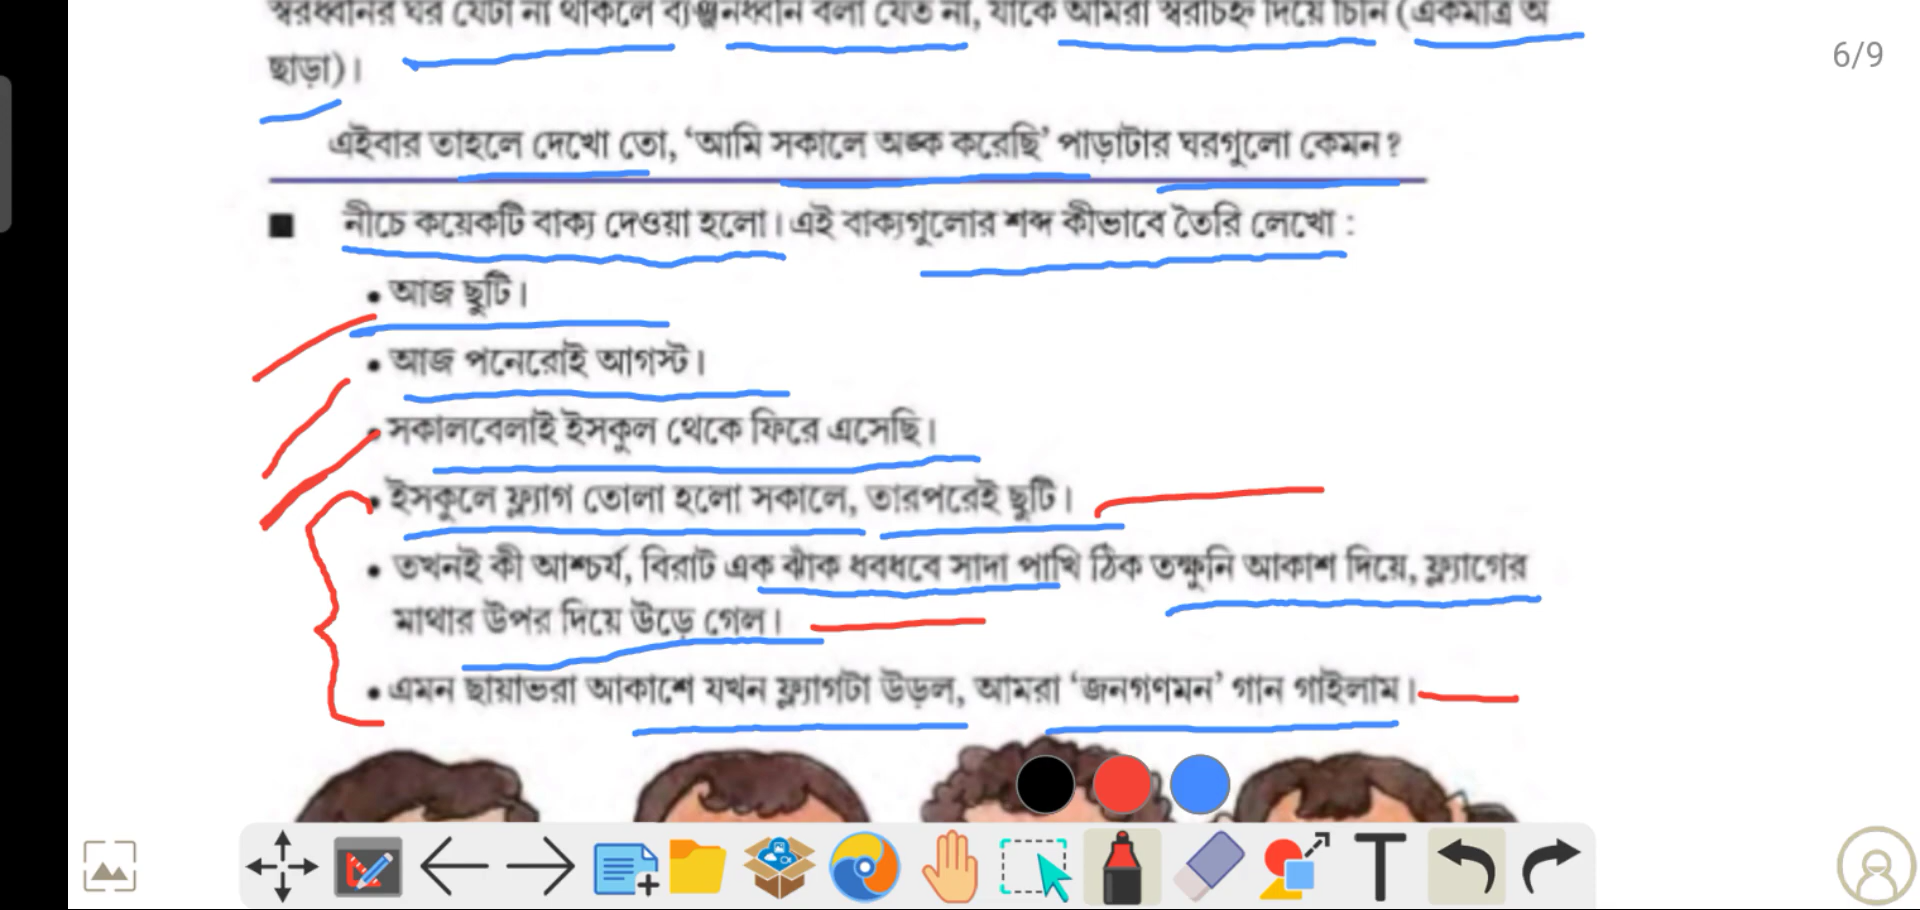 স্বরধ্বনির ঘর যেটা না থাকলে ব্যঞ্জনধ্বনি বলা যেত না, যাকে আমরা স্বরচিহ্ন দিয়ে চিনি (একমাত্র অ
ছাড়া)।
6/9
এইবার তাহলে দেখো তো, ‘আমি সকালে অঙ্ক করেছি’ পাড়াটার ঘরগুলো কেমন?
■ নীচে কয়েকটি বাক্য দেওয়া হলো। এই বাক্যগুলোর শব্দ কীভাবে তৈরি লেখো :
• আজ ছুটি।
• আজ পনেরোই আগস্ট।
• সকালবেলাই ইসকুল থেকে ফিরে এসেছি।
• ইসকুলে ফ্ল্যাগ তোলা হলো সকালে, তারপরেই ছুটি।
• তখনই কী আশ্চর্য, বিরাট এক ঝাঁক ধবধবে সাদা পাখি ঠিক তক্ষুনি আকাশ দিয়ে, ফ্ল্যাগের
মাথার উপর দিয়ে উড়ে গেল।
• এমন ছায়াভরা আকাশে যখন ফ্ল্যাগটা উড়ল, আমরা ‘জনগণমন’ গান গাইলাম।